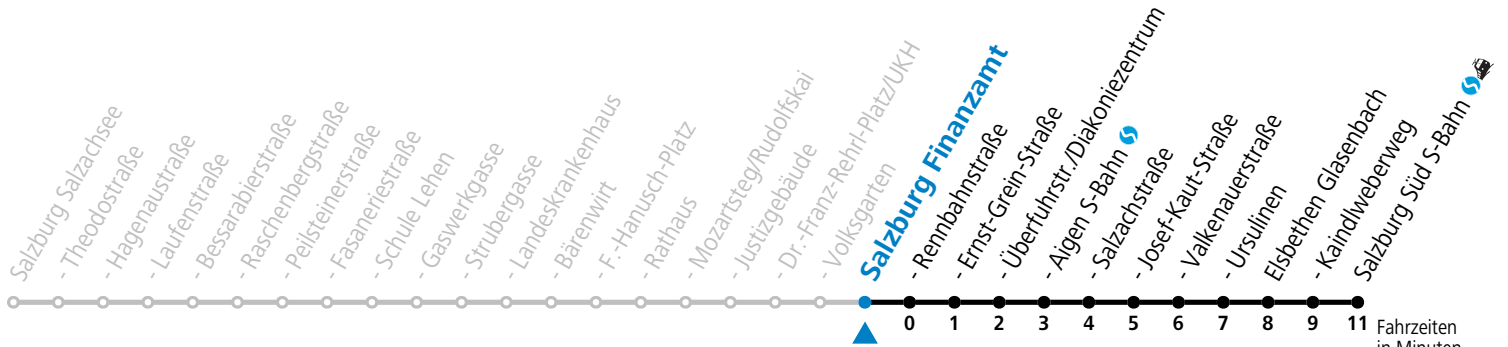 Salzburg Salzachsee
- Theodostraße
- Hagenaustraße
- Laufenstraße
- Bessarabierstraße
- Raschenbergstraße
- Peilsteinerstraße
- Fasaneriestraße
- Schule Lehen
- Gaswerkgasse
- Strubergasse
- Landeskrankenhaus
- Bärenwirt
- F.-Hanusch-Platz
- Rathaus
- Mozartsteg/Rudolfskai
- Justizgebäude
- Dr.-Franz-Rehrl-Platz/UKH
- Volksgarten
Salzburg Finanzamt
- Rennbahnstraße
- Ernst-Grein-Straße
- Überfuhrstr./Diakoniezentrum
- Aigen S-Bahn
- Salzachstraße
- Josef-Kaut-Straße
- Valkenauerstraße
- Ursulinen
Elsbethen Glasenbach
- Kaindlweberweg
Salzburg Süd S-Bahn
0 1 2 3 4 5 6 7 8 9 11
Fahrzeiten
in Minuten